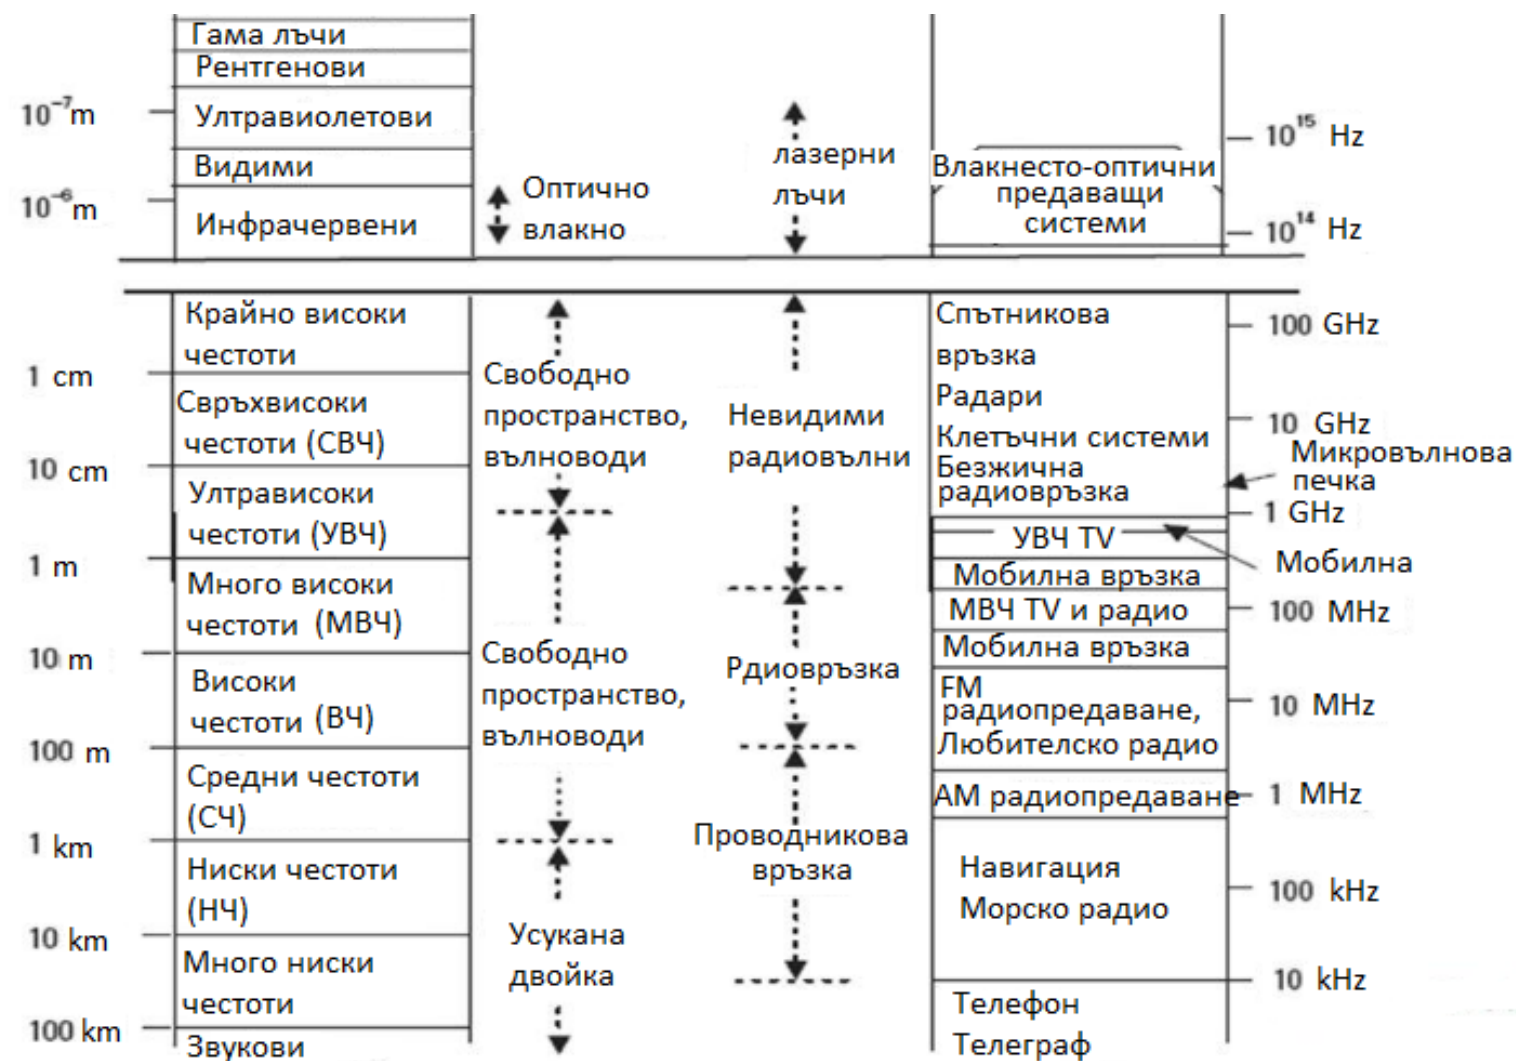 Гама лъчи
Рентгенови
10⁻⁷m
Ултравиолетови
Видими
10⁻⁶m
Инфрачервени
Оптично
влакно
лазерни
лъчи
Влакнесто-оптични
предаващи
системи
10¹⁵ Hz
10¹⁴ Hz
Крайно високи
честоти
1 cm
Свръхвисоки
честоти (СВЧ)
10 cm
Ултрависоки
честоти (УВЧ)
1 m
Много високи
честоти (МВЧ)
10 m
Високи
честоти (ВЧ)
100 m
Средни честоти
(СЧ)
1 km
Ниски честоти
(НЧ)
10 km
Много ниски
честоти
100 km
Звукови
Свободно
пространство,
вълноводи
Свободно
пространство,
вълноводи
Усукана
двойка
Невидими
радиовълни
Рдиовръзка
Проводникова
връзка
Спътникова
връзка
Радари
Клетъчни системи
Безжична
радиовръзка
УВЧ TV
Мобилна връзка
МВЧ TV и радио
Мобилна връзка
FM
радиопредаване,
Любителско радио
АМ радиопредаване
Навигация
Морско радио
Телефон
Телеграф
100 GHz
10 GHz
Микровълнова
печка
1 GHz
Мобилна
100 MHz
10 MHz
1 MHz
100 kHz
10 kHz